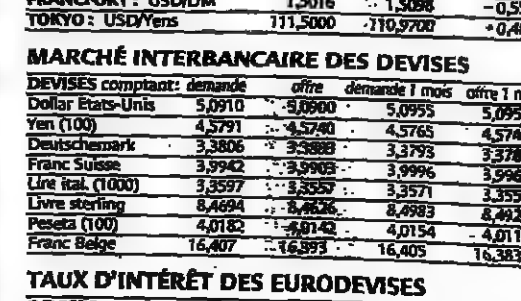 FRANCFORT : USD/DM 1,5016 1,5098 -0,5
TOKYO : USD/Yens 111,5000 110,9700 +0,4
MARCHÉ INTERBANCAIRE DES DEVISES
DEVISES comptant : demande offre demande 1 mois offre 1 m
Dollar États-Unis 5,0910 5,0900 5,0955 5,095
Yen (100) 4,5791 4,5740 4,5765 4,574
Deutschemark 3,3806 3,3793 3,378
Franc Suisse 3,9942 3,9903 3,9996 3,996
Lire ital. (1000) 3,3597 3,3557 3,3571 3,355
Livre sterling 8,4694 8,4626 8,4983 8,492
Peseta (100) 4,0182 4,0142 4,0154 4,011
Franc Belge 16,407 16,393 16,405 16,383
TAUX D'INTÉRÊT DES EURODEVISES